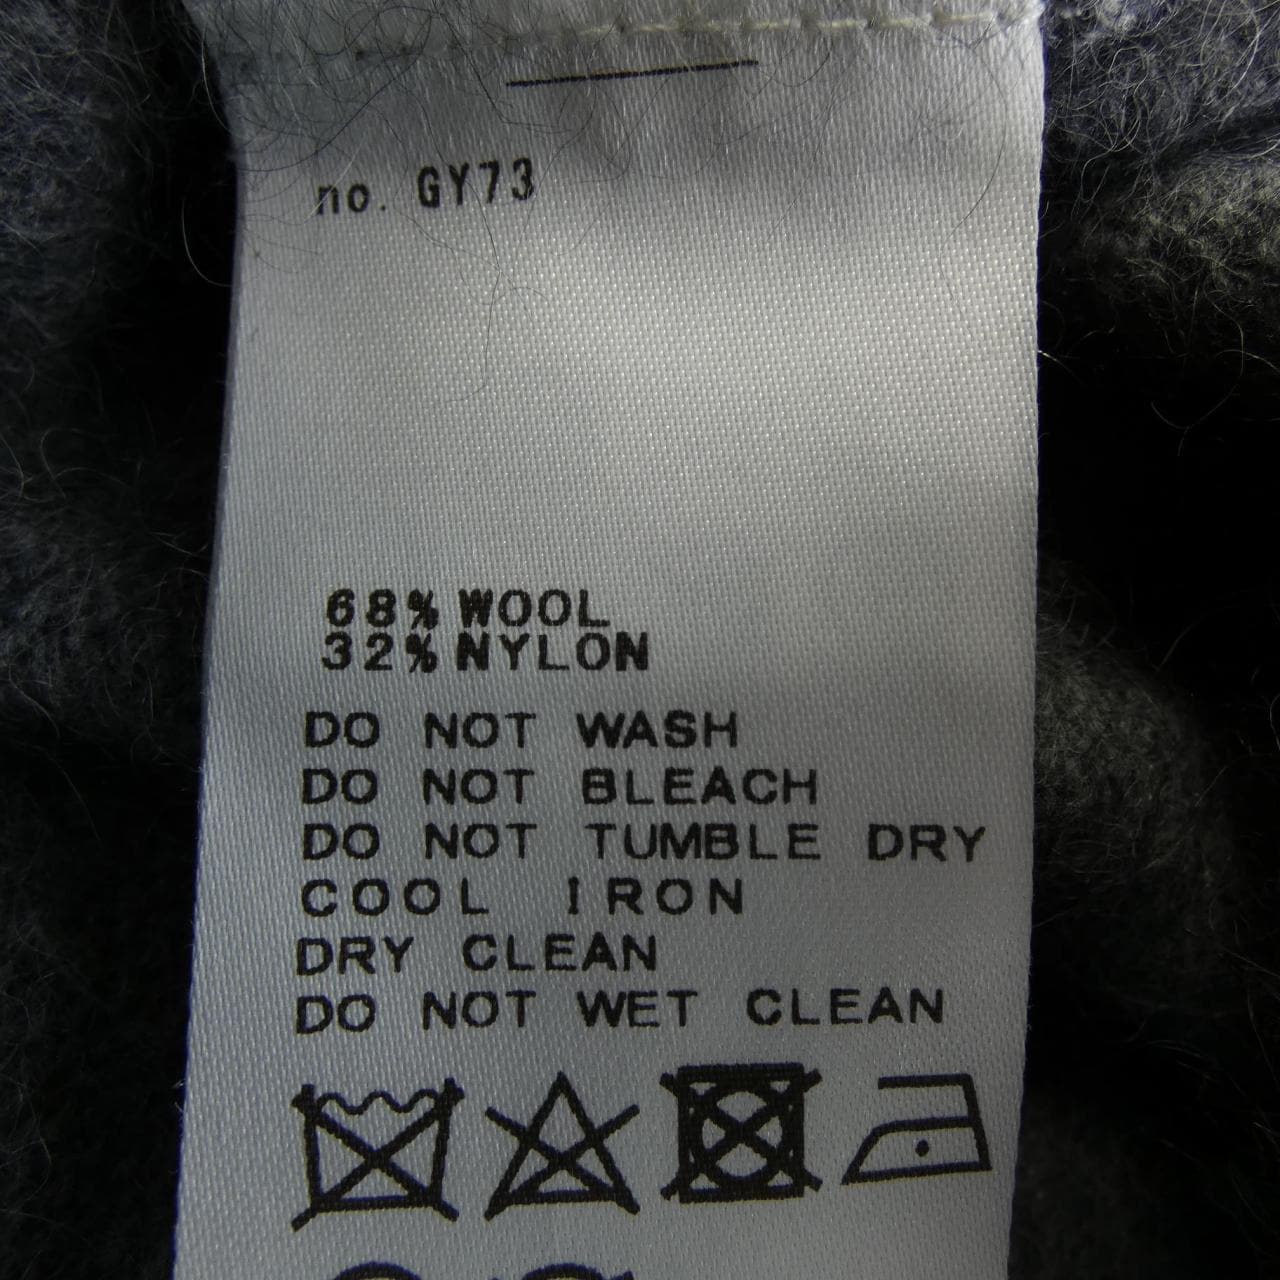 no. GY73
68% WOOL
32% NYLON
DO NOT WASH
DO NOT BLEACH
DO NOT TUMBLE DRY
COOL IRON
DRY CLEAN
DO NOT WET CLEAN